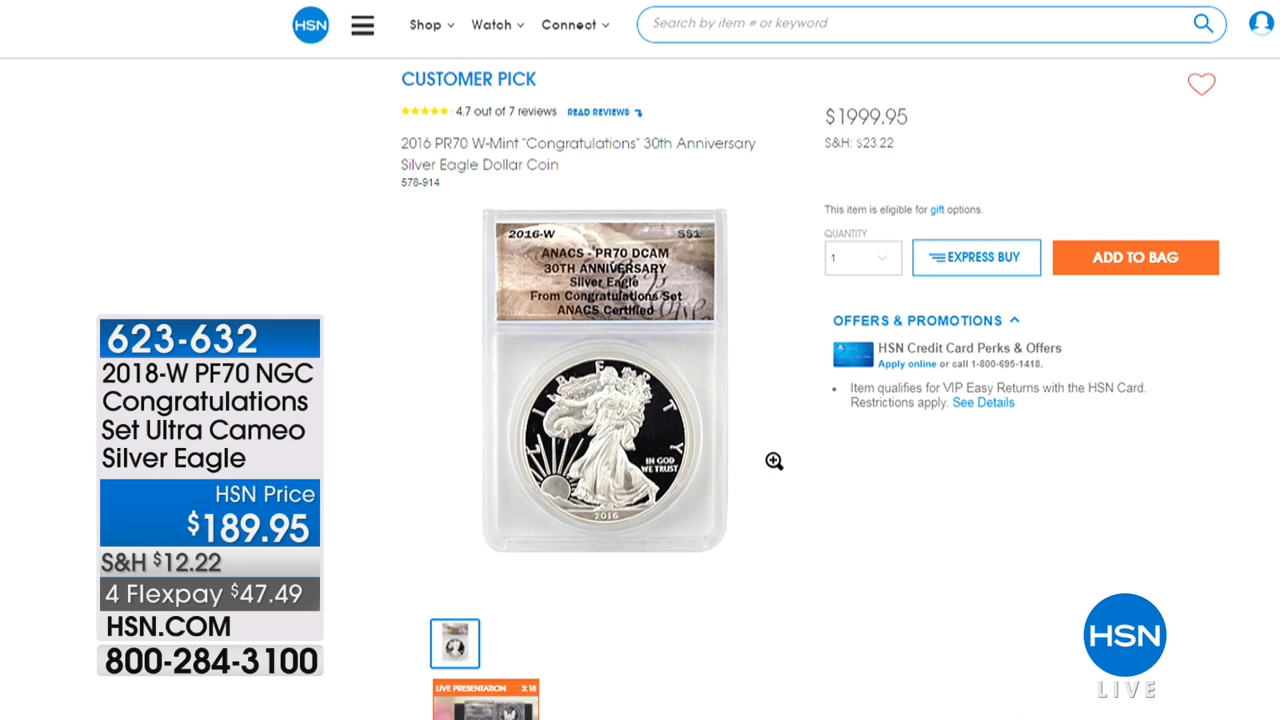 HSN
Shop
Watch
Connect
Search by item # or keyword
CUSTOMER PICK
4.7 out of 7 reviews READ REVIEWS
2016 PR70 W-Mint "Congratulations" 30th Anniversary
Silver Eagle Dollar Coin
578-914
$1999.95
S&H: $23.22
This item is eligible for gift options.
QUANTITY
1
EXPRESS BUY
ADD TO BAG
OFFERS & PROMOTIONS
HSN Credit Card Perks & Offers
Apply online or call 1-800-695-1418.
• Item qualifies for VIP Easy Returns with the HSN Card.
Restrictions apply. See Details
2016-W S$1
ANACS - PR70 DCAM
30TH ANNIVERSARY
Silver Eagle
From Congratulations Set
ANACS Certified
LIBERTY
IN GOD
WE TRUST
2016
LIVE PRESENTATION 3:18
623-632
2018-W PF70 NGC
Congratulations
Set Ultra Cameo
Silver Eagle
HSN Price
$189.95
S&H $12.22
4 Flexpay $47.49
HSN.COM
800-284-3100
HSN
LIVE